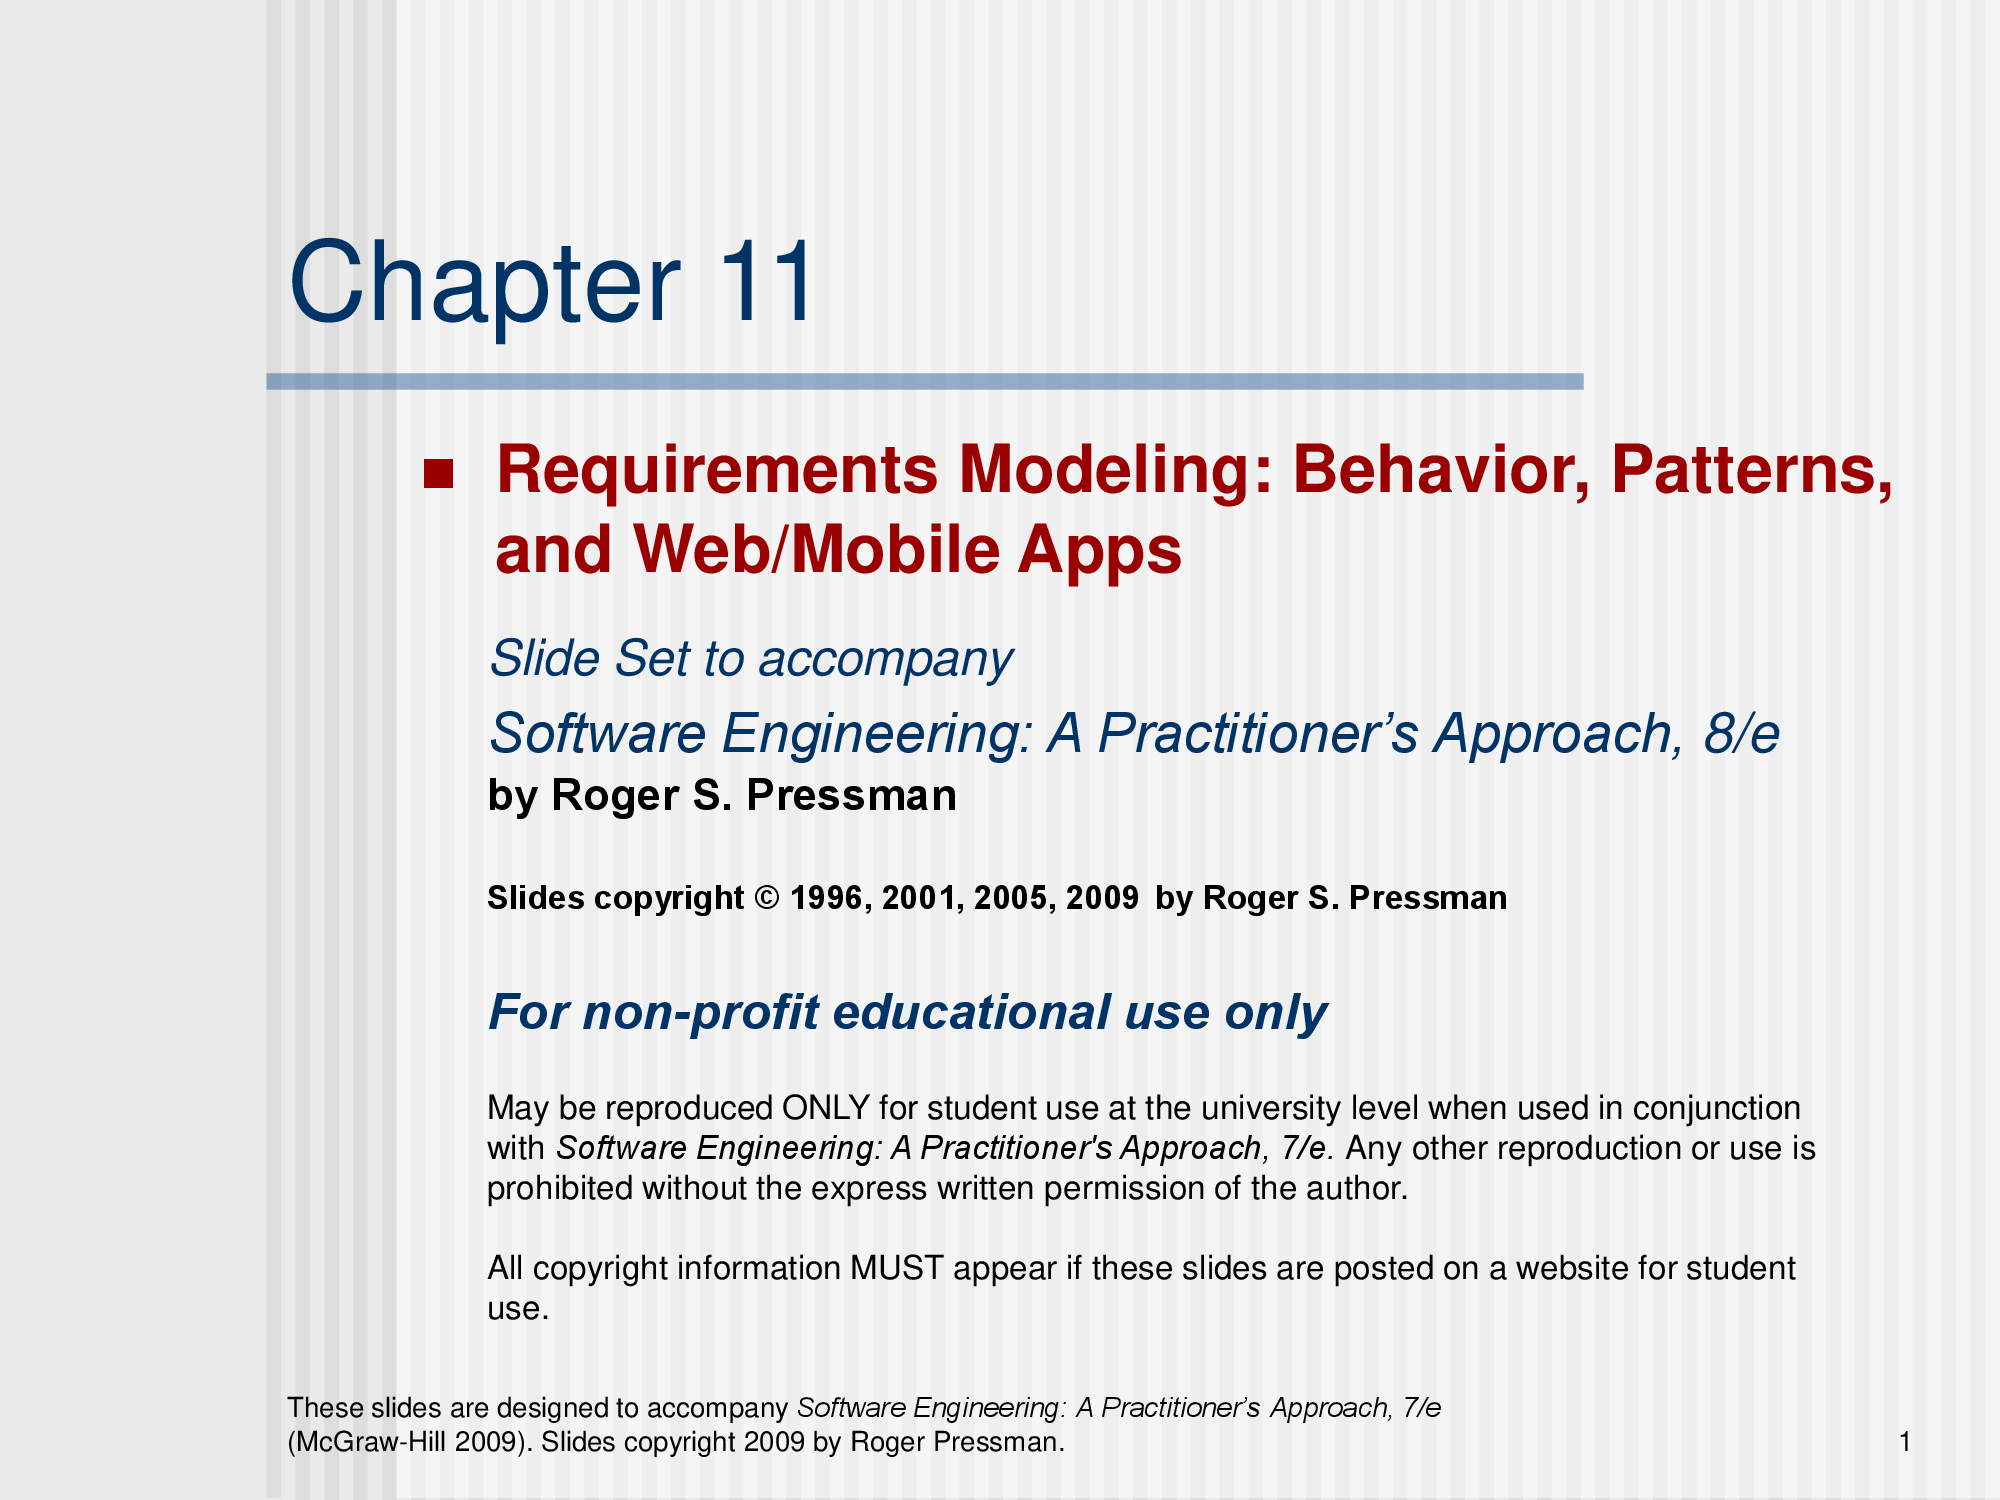 Chapter 11
Requirements Modeling: Behavior, Patterns,
and Web/Mobile Apps
Slide Set to accompany
Software Engineering: A Practitioner’s Approach, 8/e
by Roger S. Pressman
Slides copyright © 1996, 2001, 2005, 2009 by Roger S. Pressman
For non-profit educational use only
May be reproduced ONLY for student use at the university level when used in conjunction
with Software Engineering: A Practitioner's Approach, 7/e. Any other reproduction or use is
prohibited without the express written permission of the author.
All copyright information MUST appear if these slides are posted on a website for student
use.
These slides are designed to accompany Software Engineering: A Practitioner’s Approach, 7/e
(McGraw-Hill 2009). Slides copyright 2009 by Roger Pressman.
1